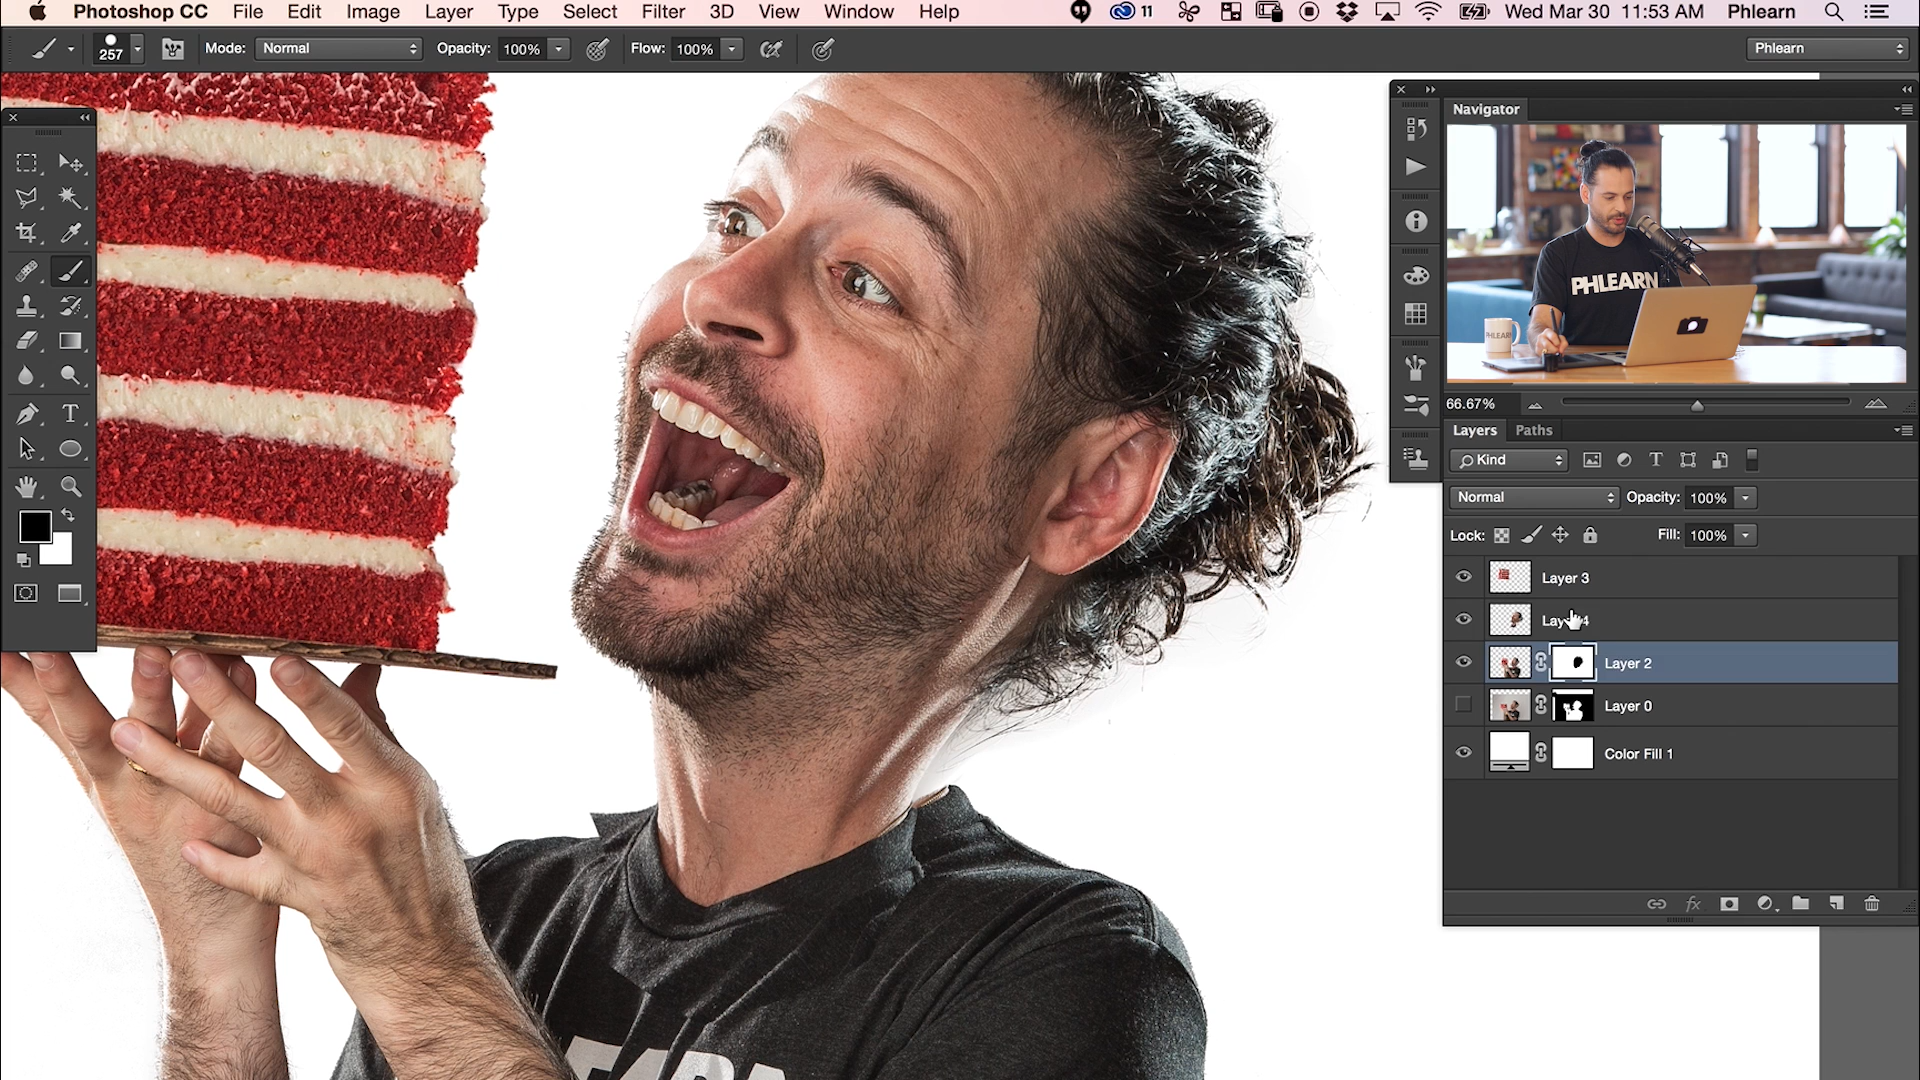 Photoshop CC File Edit Image Layer Type Select Filter 3D View Window Help 11 Wed Mar 30 11:53 AM Phlearn
257 Mode: Normal Opacity: 100% Flow: 100% Phlearn
Navigator
PHLEARN
PHLEARN
66.67%
Layers Paths
Kind T
Normal Opacity: 100%
Lock: Fill: 100%
Layer 3
Layer 4
Layer 2
Layer 0
Color Fill 1
fx
T